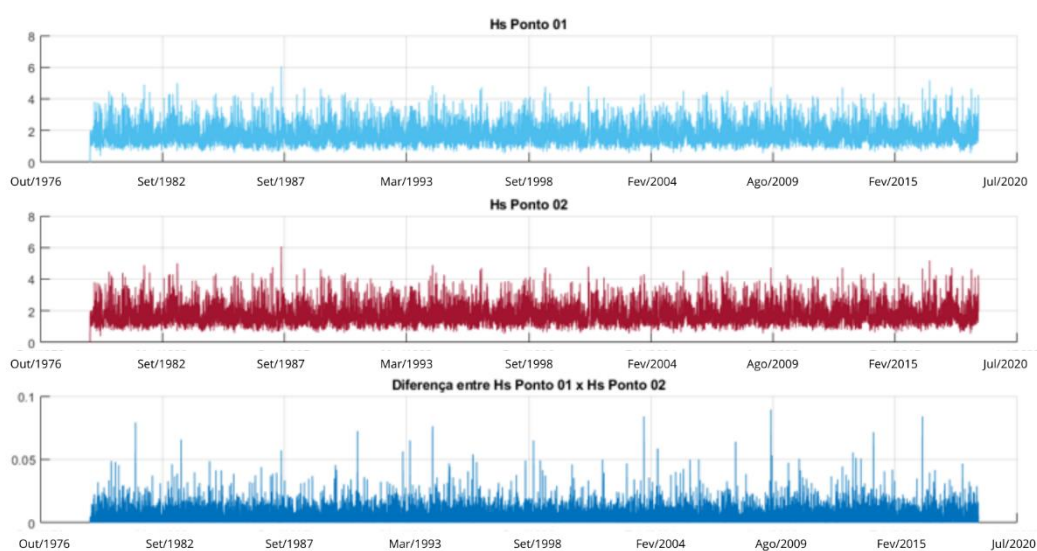 Hs Ponto 01
8
6
4
2
0
Out/1976 Set/1982 Set/1987 Mar/1993 Set/1998 Fev/2004 Ago/2009 Fev/2015 Jul/2020
Hs Ponto 02
8
6
4
2
0
Out/1976 Set/1982 Set/1987 Mar/1993 Set/1998 Fev/2004 Ago/2009 Fev/2015 Jul/2020
Diferença entre Hs Ponto 01 x Hs Ponto 02
0.1
0.05
0
Out/1976 Set/1982 Set/1987 Mar/1993 Set/1998 Fev/2004 Ago/2009 Fev/2015 Jul/2020